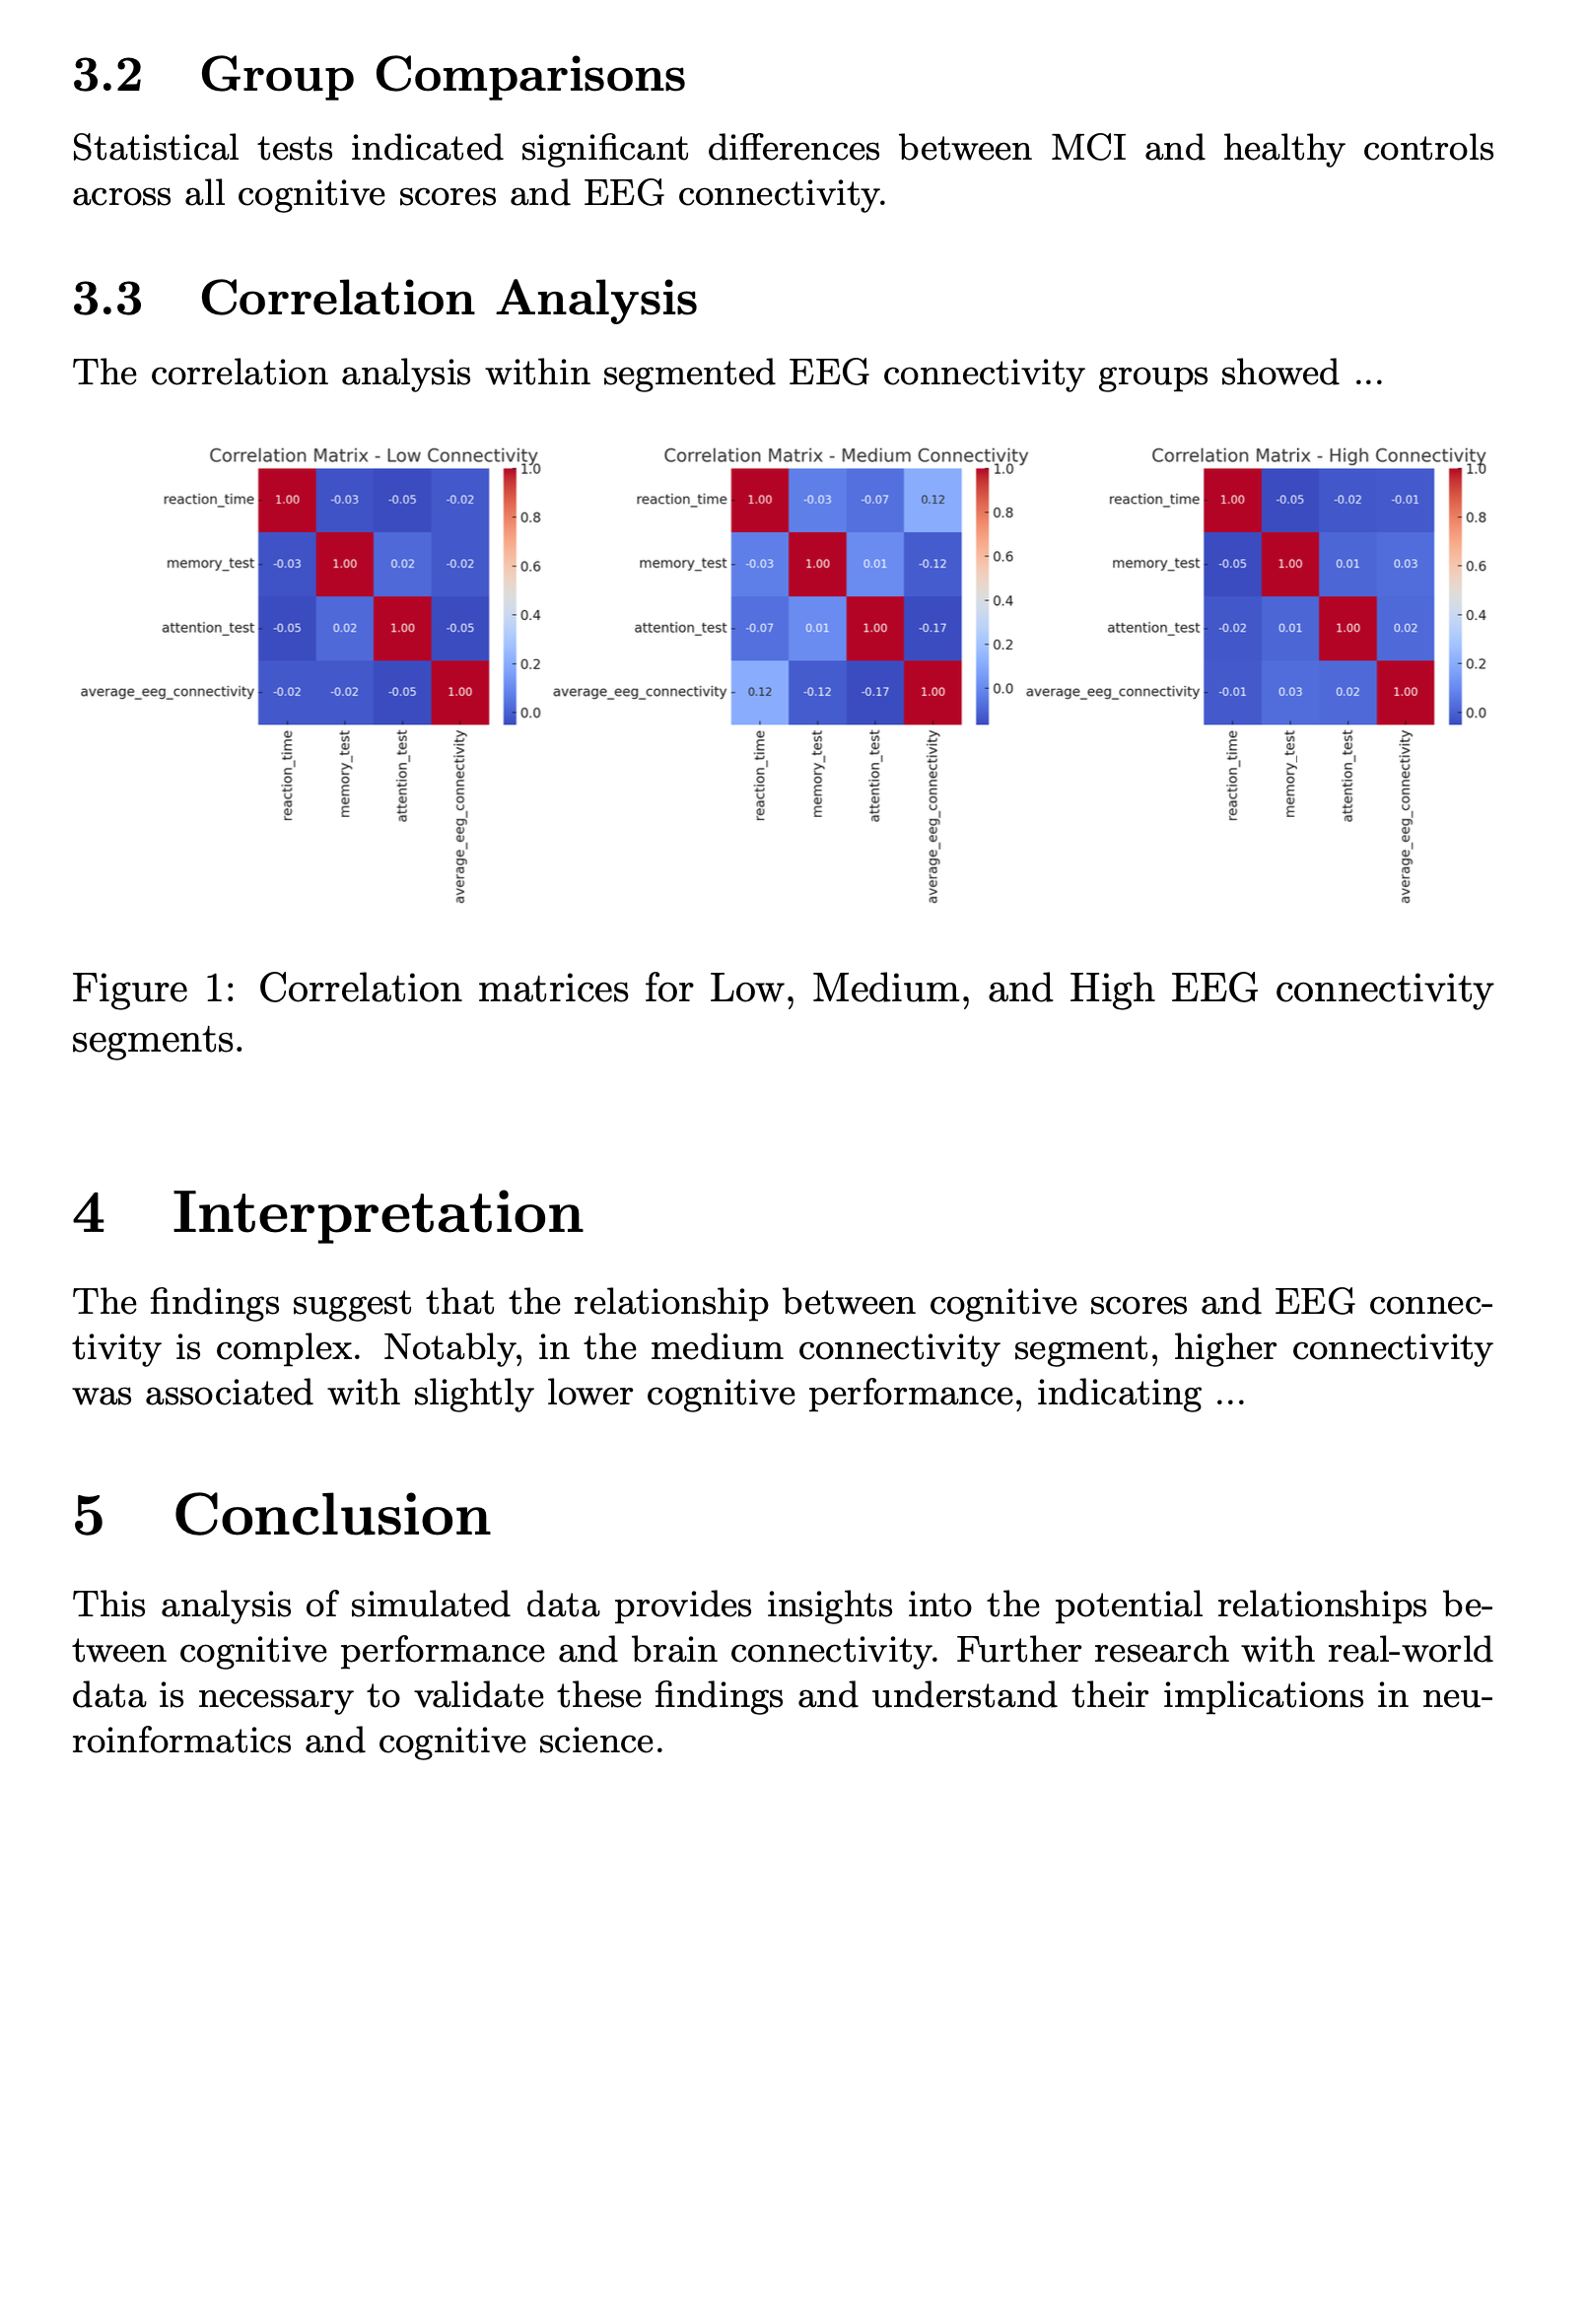 3.2 Group Comparisons
Statistical tests indicated significant differences between MCI and healthy controls
across all cognitive scores and EEG connectivity.
3.3 Correlation Analysis
The correlation analysis within segmented EEG connectivity groups showed ...
Correlation Matrix - Low Connectivity
1.0
reaction_time 1.00 -0.03 -0.05 -0.02
0.8
memory_test -0.03 1.00 0.02 -0.02
0.6
0.4
attention_test -0.05 0.02 1.00 -0.05
0.2
average_eeg_connectivity -0.02 -0.02 -0.05 1.00
0.0
reaction_time
memory_test
attention_test
average_eeg_connectivity
Correlation Matrix - Medium Connectivity
1.0
reaction_time 1.00 -0.03 -0.07 0.12
0.8
memory_test -0.03 1.00 0.01 -0.12
0.6
0.4
attention_test -0.07 0.01 1.00 -0.17
0.2
average_eeg_connectivity 0.12 -0.12 -0.17 1.00
0.0
reaction_time
memory_test
attention_test
average_eeg_connectivity
Correlation Matrix - High Connectivity
1.0
reaction_time 1.00 -0.05 -0.02 -0.01
0.8
memory_test -0.05 1.00 0.01 0.03
0.6
0.4
attention_test -0.02 0.01 1.00 0.02
0.2
average_eeg_connectivity -0.01 0.03 0.02 1.00
0.0
reaction_time
memory_test
attention_test
average_eeg_connectivity
Figure 1: Correlation matrices for Low, Medium, and High EEG connectivity
segments.
4 Interpretation
The findings suggest that the relationship between cognitive scores and EEG connec-
tivity is complex. Notably, in the medium connectivity segment, higher connectivity
was associated with slightly lower cognitive performance, indicating ...
5 Conclusion
This analysis of simulated data provides insights into the potential relationships be-
tween cognitive performance and brain connectivity. Further research with real-world
data is necessary to validate these findings and understand their implications in neu-
roinformatics and cognitive science.